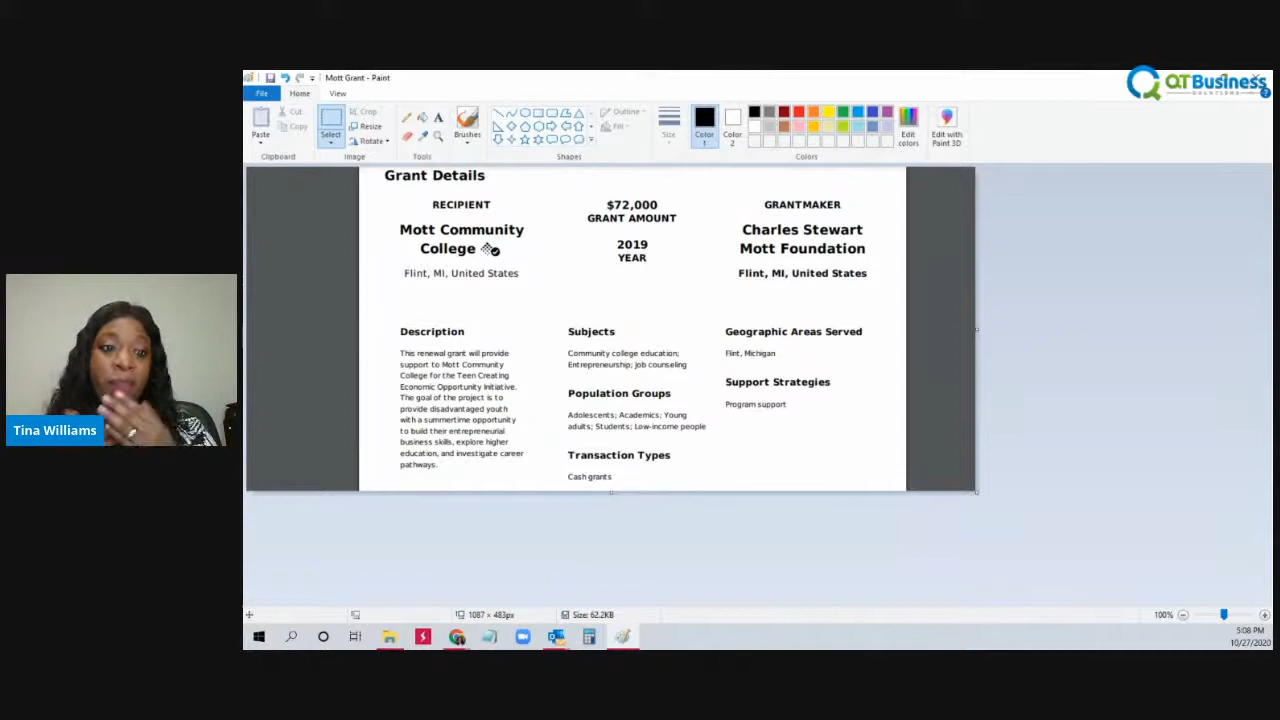 QTBusiness
SOLUTIONS
Mott Grant - Paint
File
Home
View
Paste
Cut
Copy
Clipboard
Select
Crop
Resize
Rotate
Image
A
Tools
Brushes
Outline
Fill
Shapes
Size
Color
1
Color
2
Edit
colors
Edit with
Paint 3D
Colors
Grant Details
RECIPIENT
Mott Community
College
Flint, MI, United States
$72,000
GRANT AMOUNT
2019
YEAR
GRANTMAKER
Charles Stewart
Mott Foundation
Flint, MI, United States
Description
This renewal grant will provide
support to Mott Community
College for the Teen Creating
Economic Opportunity Initiative.
The goal of the project is to
provide disadvantaged youth
with a summertime opportunity
to build their entrepreneurial
business skills, explore higher
education, and investigate career
pathways.
Subjects
Community college education;
Entrepreneurship; Job counseling
Population Groups
Adolescents; Academics; Young
adults; Students; Low-income people
Transaction Types
Cash grants
Geographic Areas Served
Flint, Michigan
Support Strategies
Program support
Tina Williams
1087 × 483px
Size: 62.2KB
100%
5:08 PM
10/27/2020